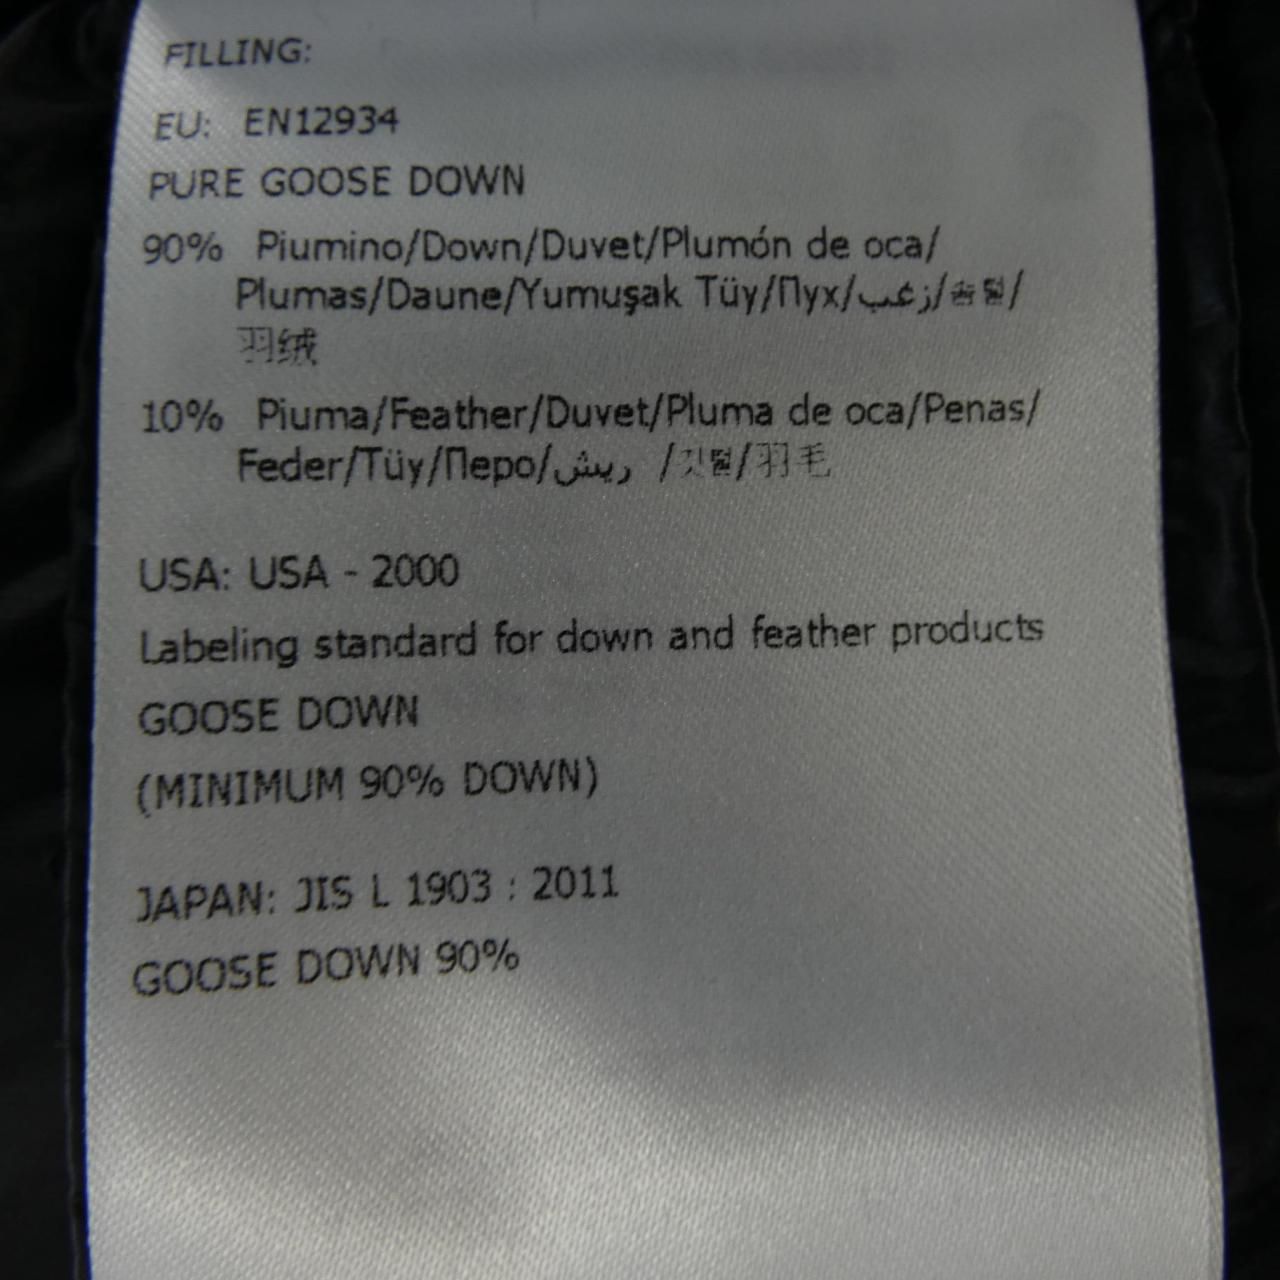 FILLING:
EU: EN12934
PURE GOOSE DOWN
90% Piumino/Down/Duvet/Plumón de oca/
Plumas/Daune/Yumuşak Tüy/Пух/زغب/솜털/
羽绒
10% Piuma/Feather/Duvet/Pluma de oca/Penas/
Feder/Tüy/Перо/ريش /깃털/羽毛
USA: USA - 2000
Labeling standard for down and feather products
GOOSE DOWN
(MINIMUM 90% DOWN)
JAPAN: JIS L 1903 : 2011
GOOSE DOWN 90%